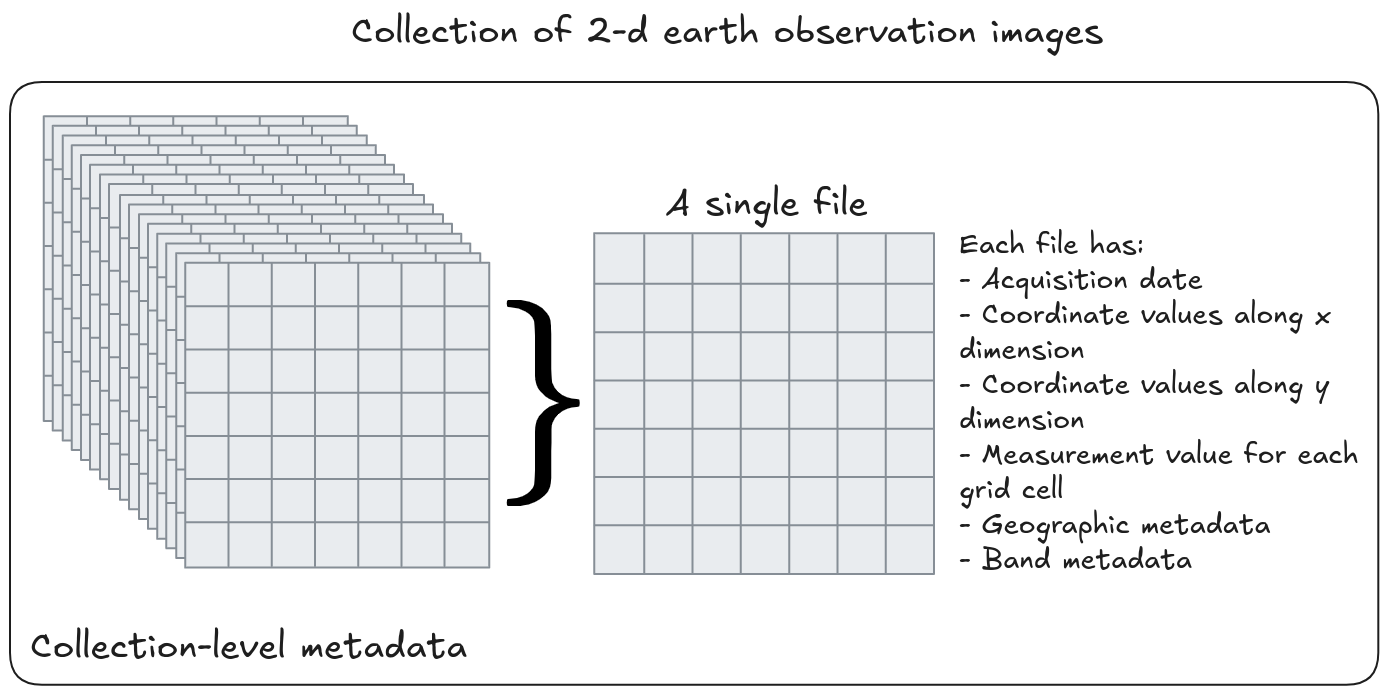 Collection of 2-d earth observation images
A single file
Each file has:
- Acquisition date
- Coordinate values along x
dimension
- Coordinate values along y
dimension
- Measurement value for each
grid cell
- Geographic metadata
- Band metadata
Collection-level metadata